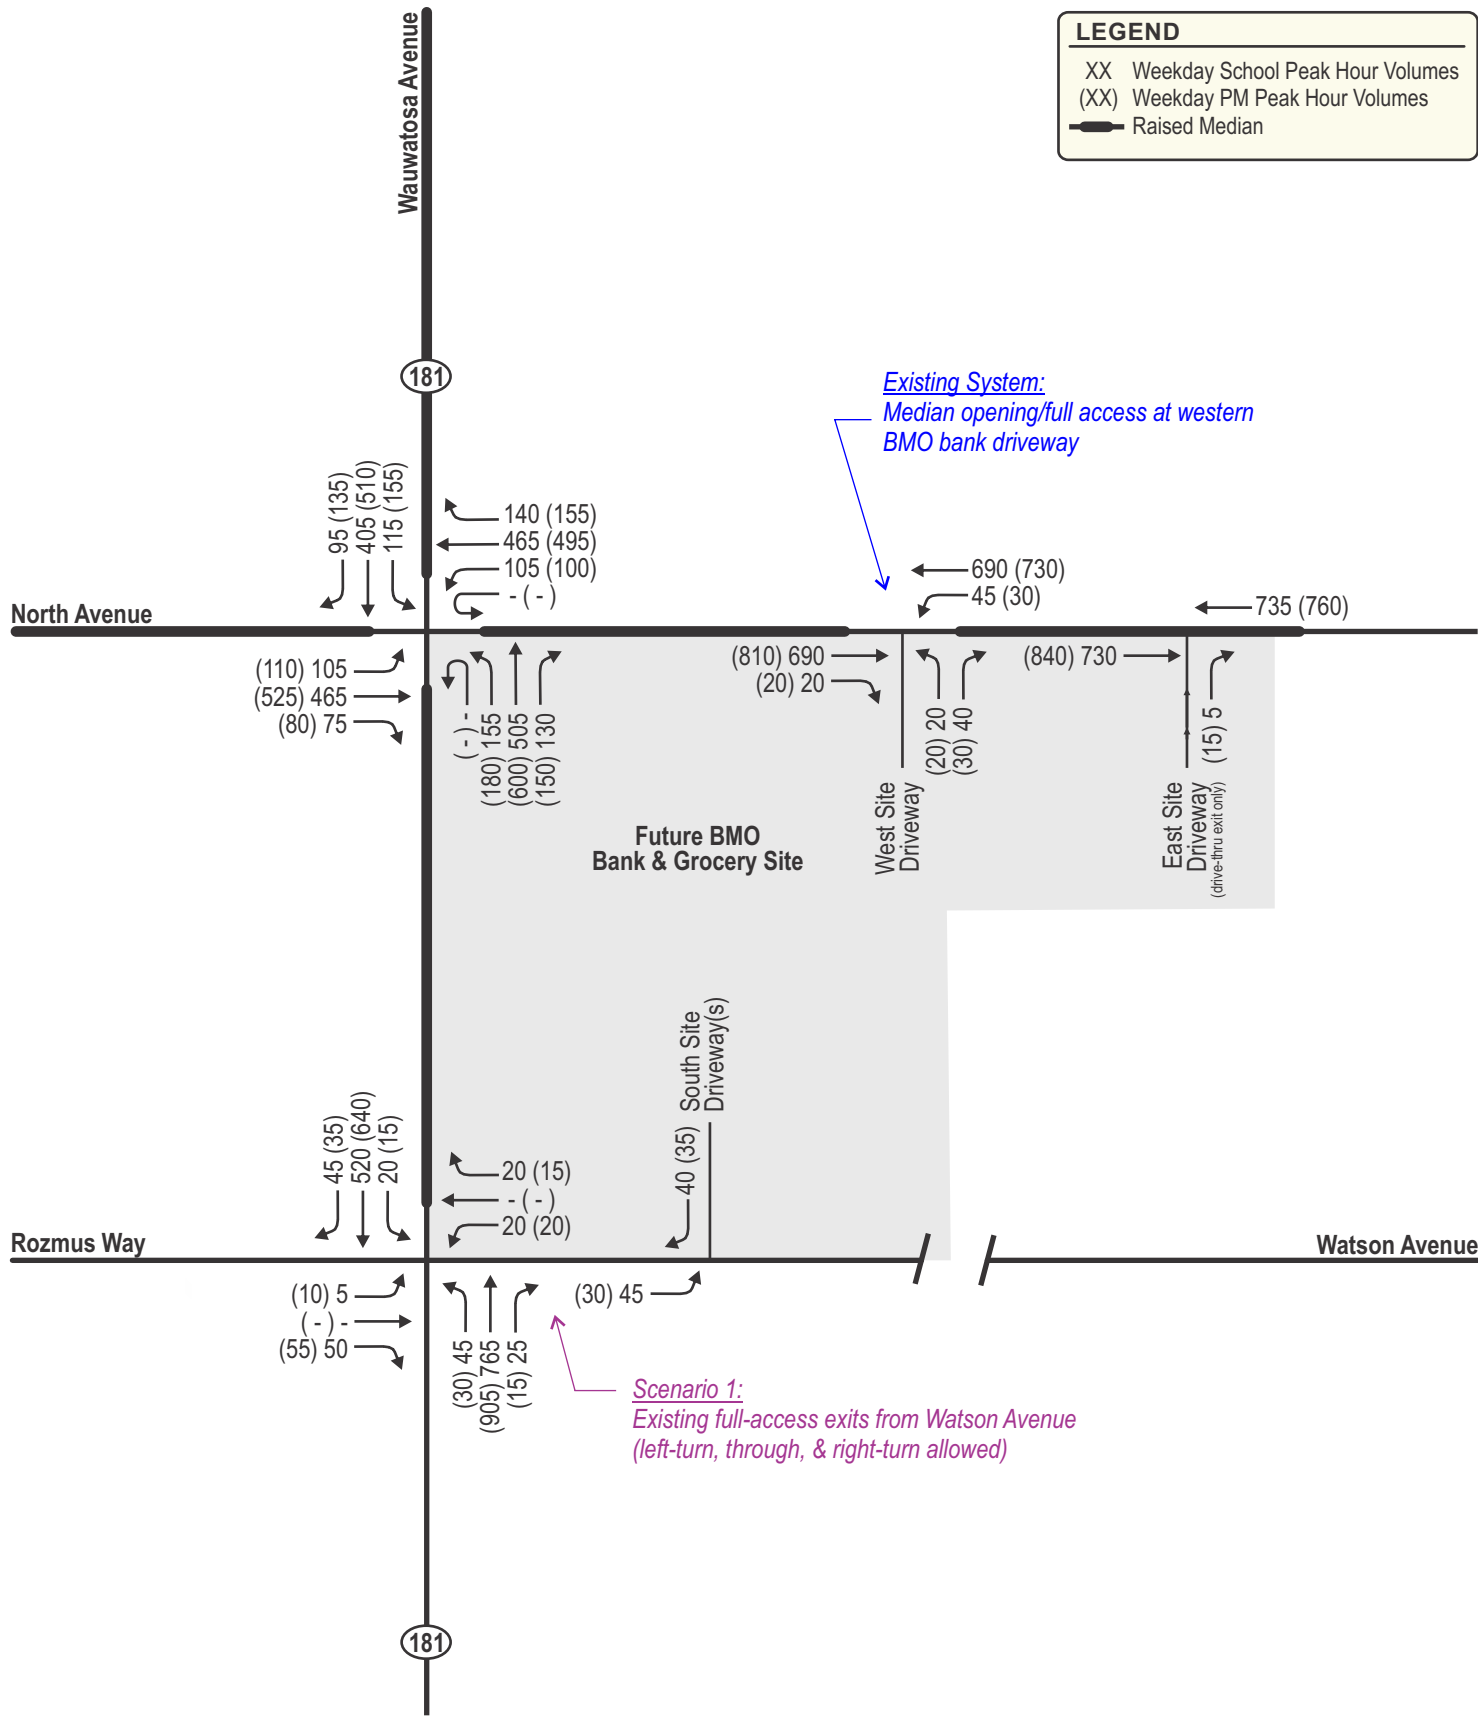 LEGEND
XX Weekday School Peak Hour Volumes
(XX) Weekday PM Peak Hour Volumes
Raised Median
Wauwatosa Avenue
181
Existing System:
Median opening/full access at western
BMO bank driveway
95 (135)
405 (510)
115 (155)
140 (155)
465 (495)
105 (100)
- ( - )
690 (730)
45 (30)
735 (760)
North Avenue
(110) 105
(525) 465
(80) 75
( - ) -
(180) 155
(600) 505
(150) 130
(810) 690
(20) 20
(20) 20
(30) 40
(840) 730
(15) 5
West Site
Driveway
East Site
Driveway
(drive-thru exit only)
Future BMO
Bank & Grocery Site
South Site
Driveway(s)
45 (35)
520 (640)
20 (15)
20 (15)
- ( - )
20 (20)
40 (35)
Rozmus Way
Watson Avenue
(10) 5
( - ) -
(55) 50
(30) 45
(905) 765
(15) 25
(30) 45
Scenario 1:
Existing full-access exits from Watson Avenue
(left-turn, through, & right-turn allowed)
181